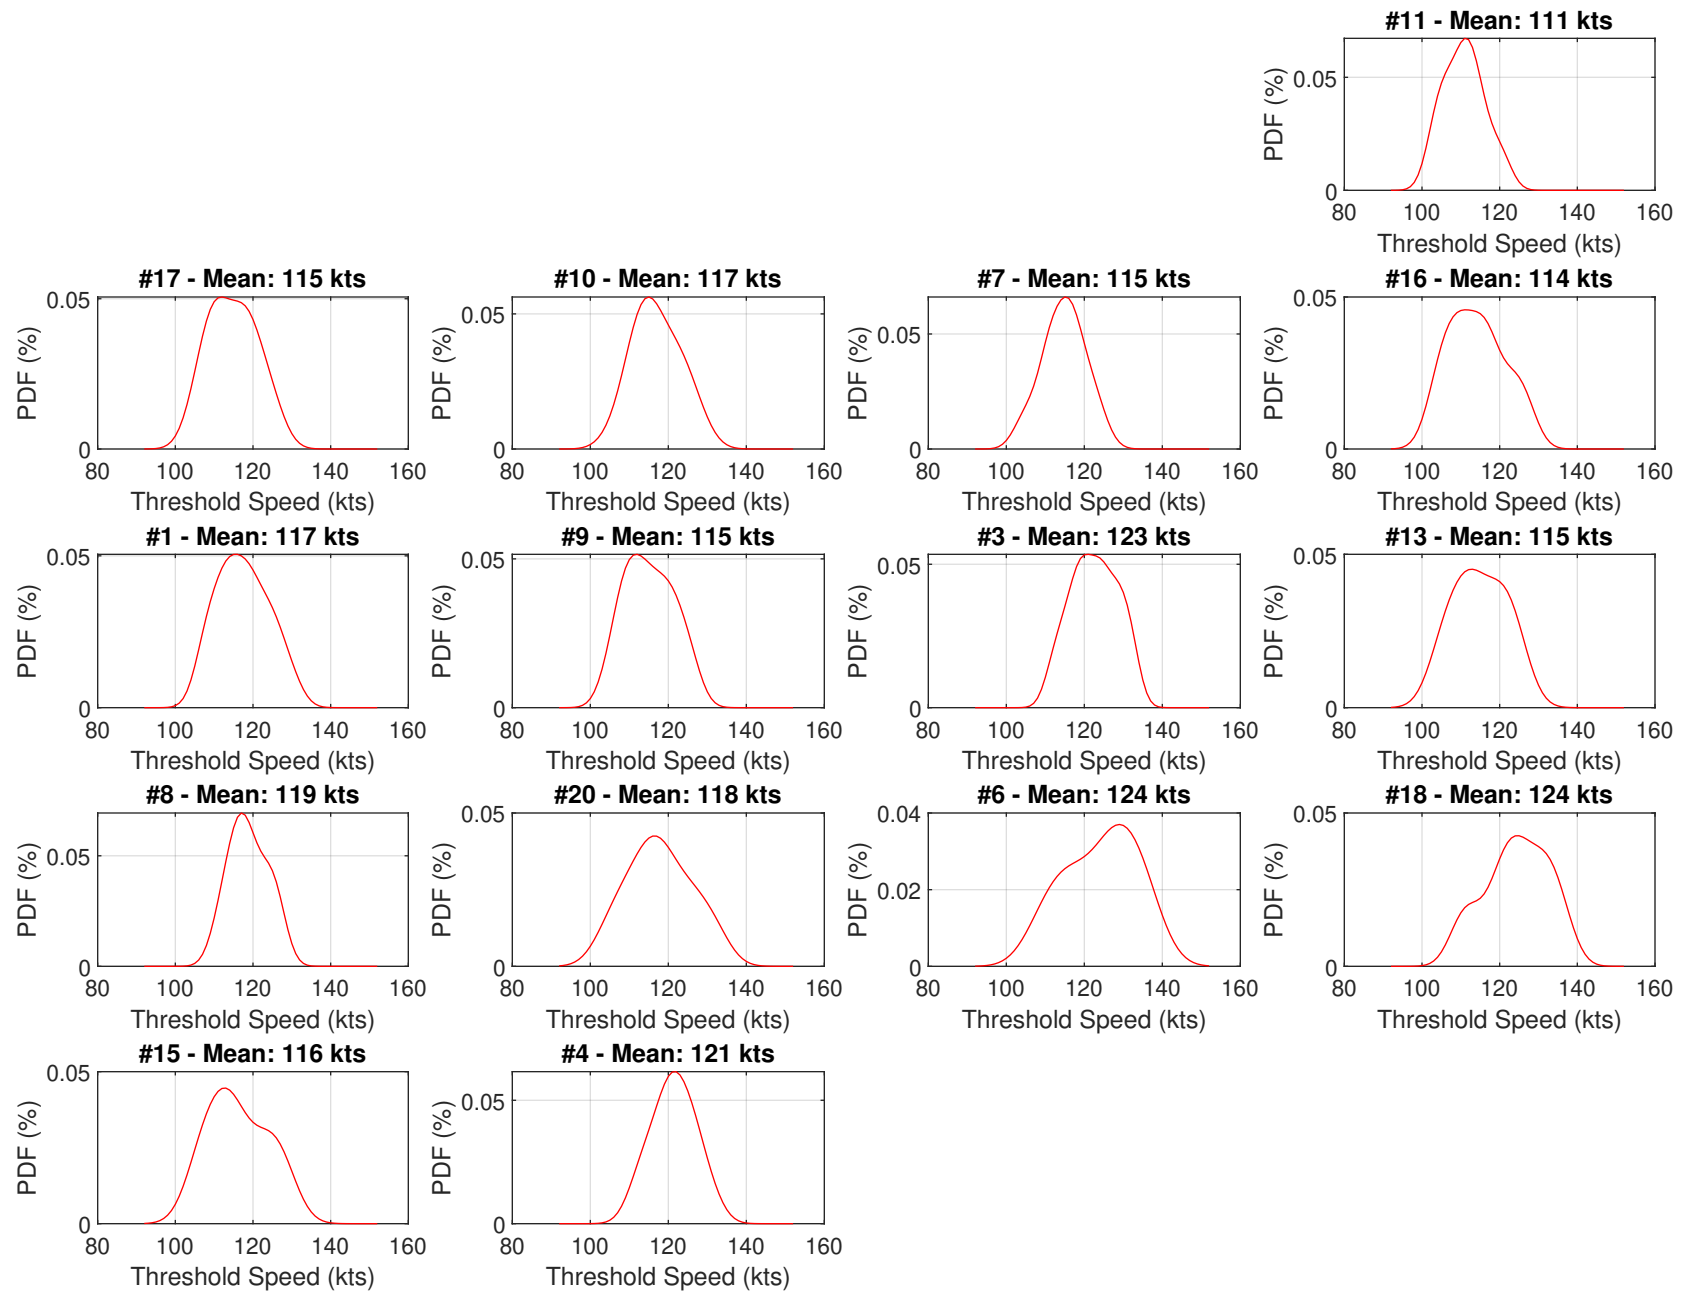 #11 - Mean: 111 kts
PDF (%)
0.05
0
80 100 120 140 160
Threshold Speed (kts)
#17 - Mean: 115 kts
PDF (%)
0.05
0
80 100 120 140 160
Threshold Speed (kts)
#10 - Mean: 117 kts
PDF (%)
0.05
0
80 100 120 140 160
Threshold Speed (kts)
#7 - Mean: 115 kts
PDF (%)
0.05
0
80 100 120 140 160
Threshold Speed (kts)
#16 - Mean: 114 kts
PDF (%)
0.05
0
80 100 120 140 160
Threshold Speed (kts)
#1 - Mean: 117 kts
PDF (%)
0.05
0
80 100 120 140 160
Threshold Speed (kts)
#9 - Mean: 115 kts
PDF (%)
0.05
0
80 100 120 140 160
Threshold Speed (kts)
#3 - Mean: 123 kts
PDF (%)
0.05
0
80 100 120 140 160
Threshold Speed (kts)
#13 - Mean: 115 kts
PDF (%)
0.05
0
80 100 120 140 160
Threshold Speed (kts)
#8 - Mean: 119 kts
PDF (%)
0.05
0
80 100 120 140 160
Threshold Speed (kts)
#20 - Mean: 118 kts
PDF (%)
0.05
0
80 100 120 140 160
Threshold Speed (kts)
#6 - Mean: 124 kts
PDF (%)
0.04
0.02
0
80 100 120 140 160
Threshold Speed (kts)
#18 - Mean: 124 kts
PDF (%)
0.05
0
80 100 120 140 160
Threshold Speed (kts)
#15 - Mean: 116 kts
PDF (%)
0.05
0
80 100 120 140 160
Threshold Speed (kts)
#4 - Mean: 121 kts
PDF (%)
0.05
0
80 100 120 140 160
Threshold Speed (kts)